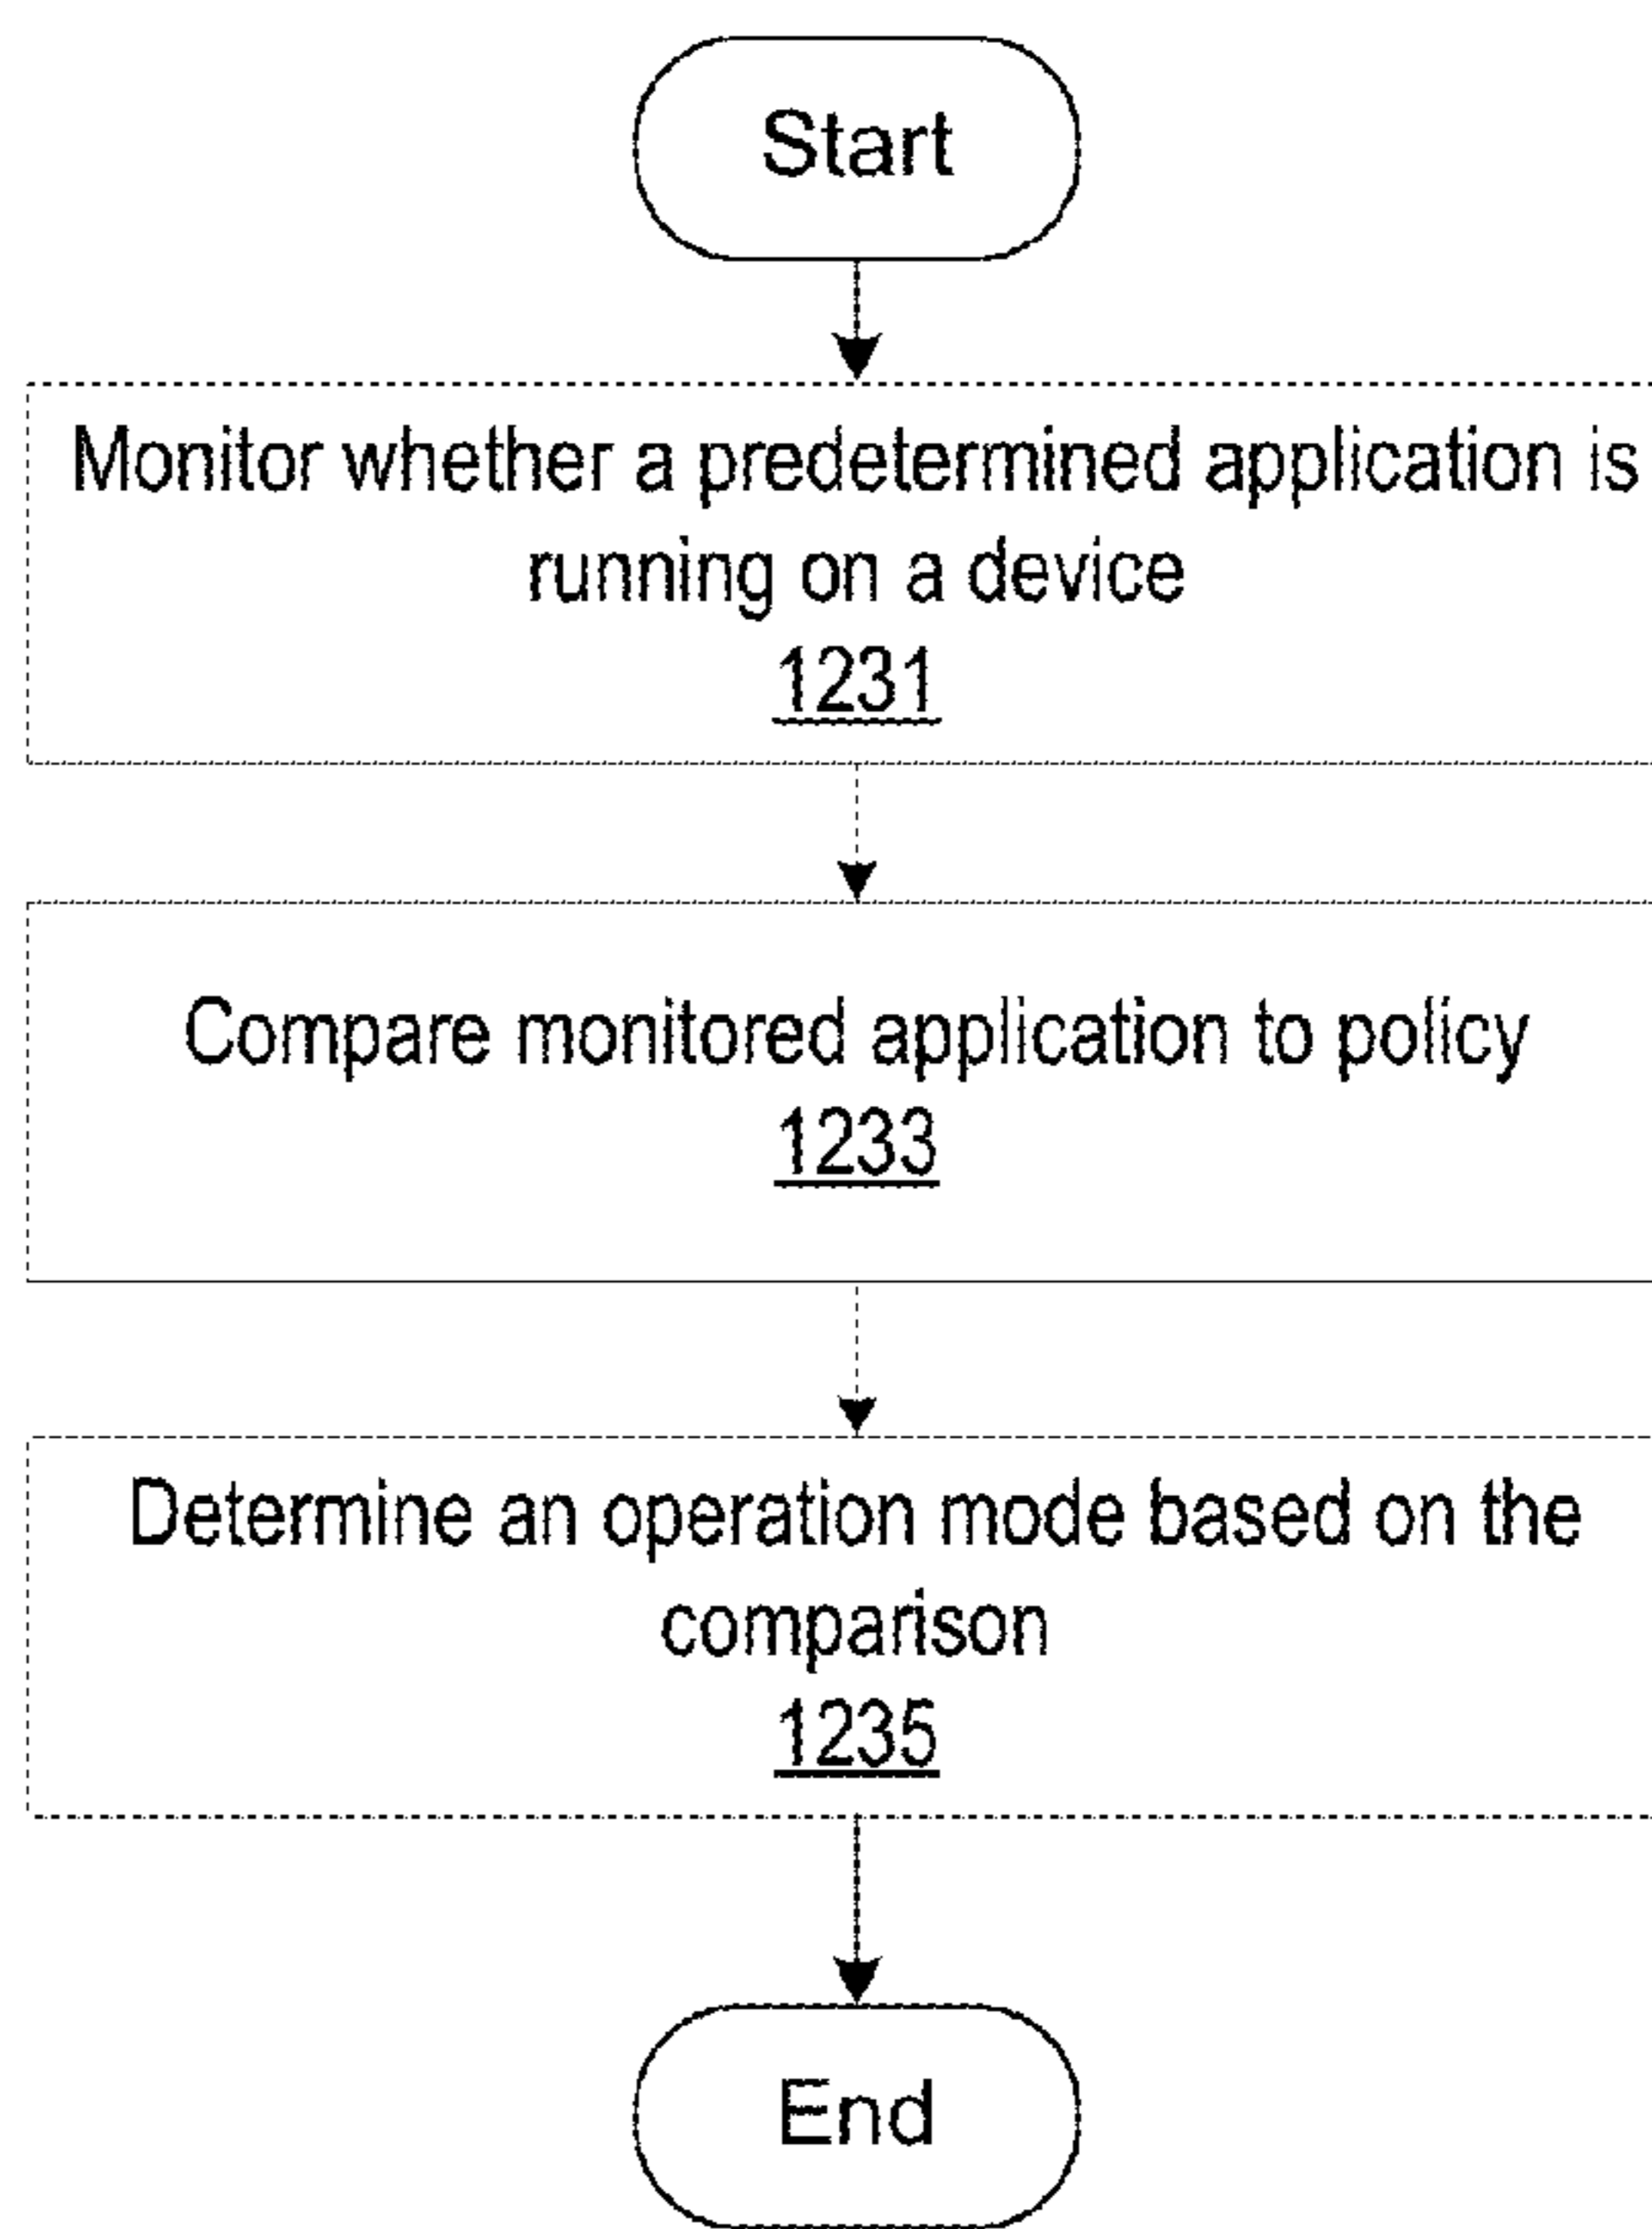 Start
Monitor whether a predetermined application is
running on a device
1231
Compare monitored application to policy
1233
Determine an operation mode based on the
comparison
1235
End